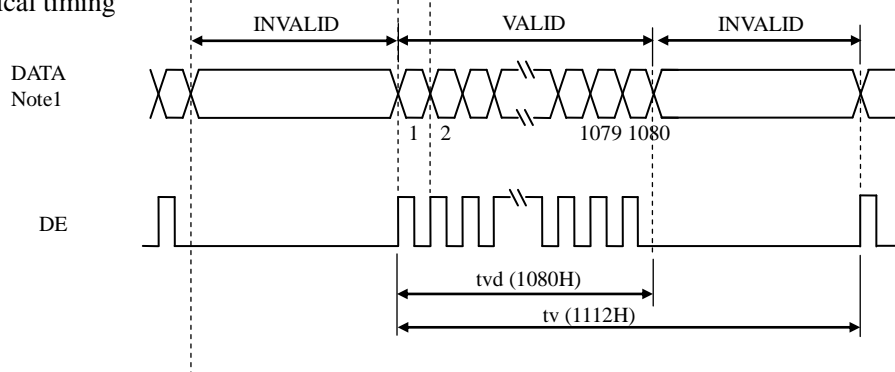 ical timing
INVALID VALID INVALID
DATA
Note1
1 2 1079 1080
DE
tvd (1080H)
tv (1112H)